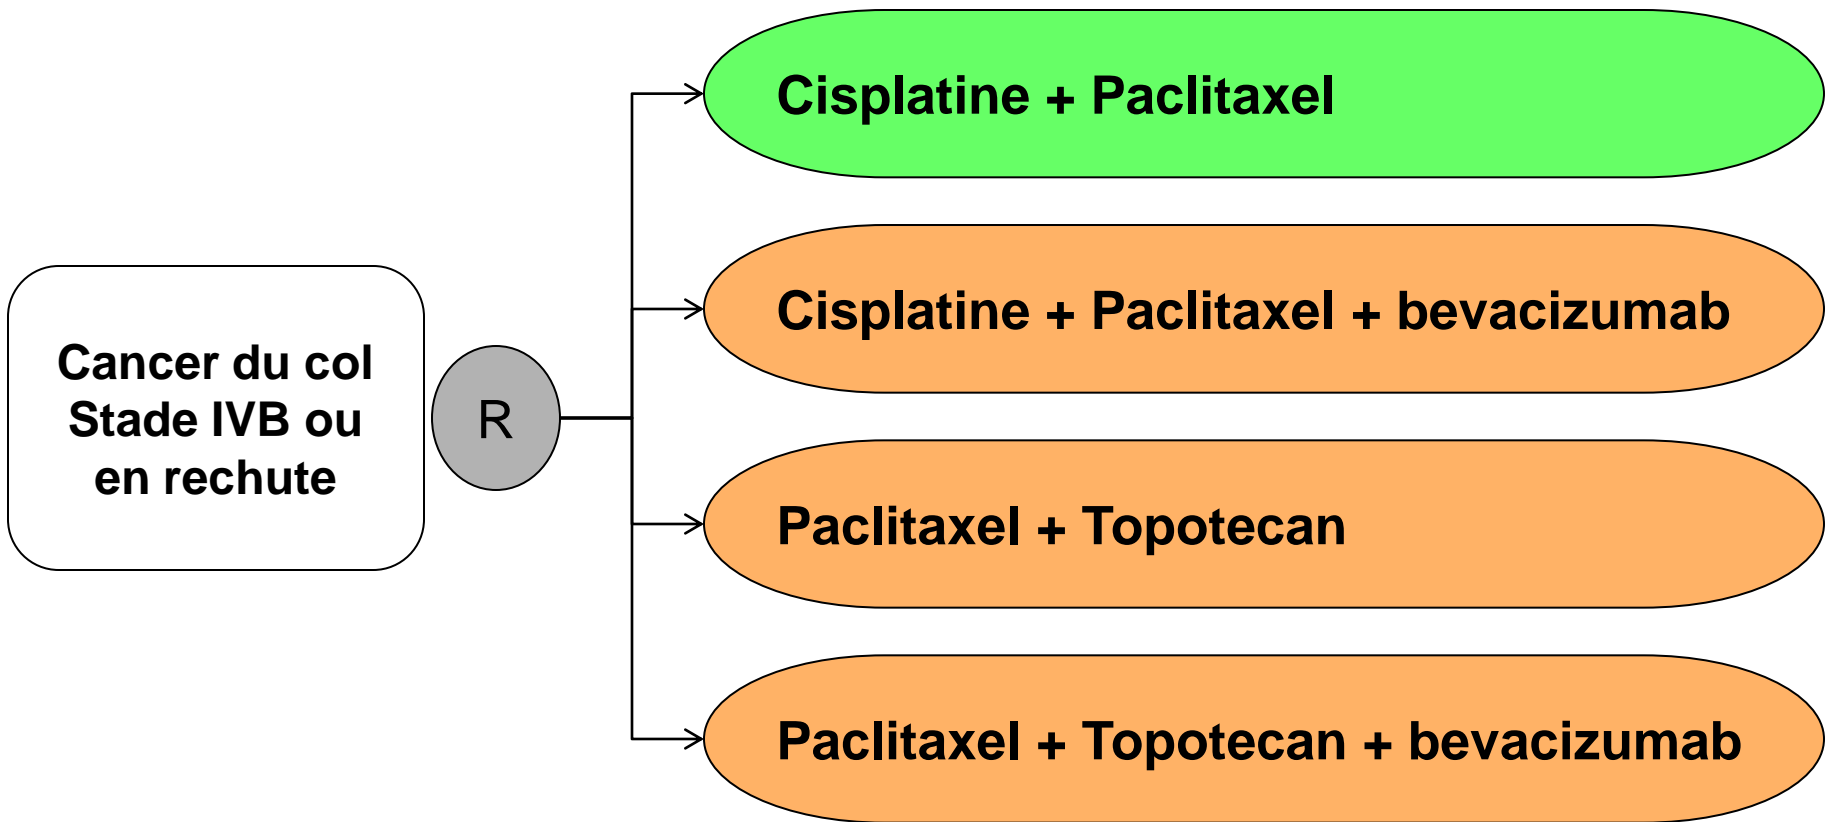 Cancer du col
Stade IVB ou
en rechute
R
Cisplatine + Paclitaxel
Cisplatine + Paclitaxel + bevacizumab
Paclitaxel + Topotecan
Paclitaxel + Topotecan + bevacizumab